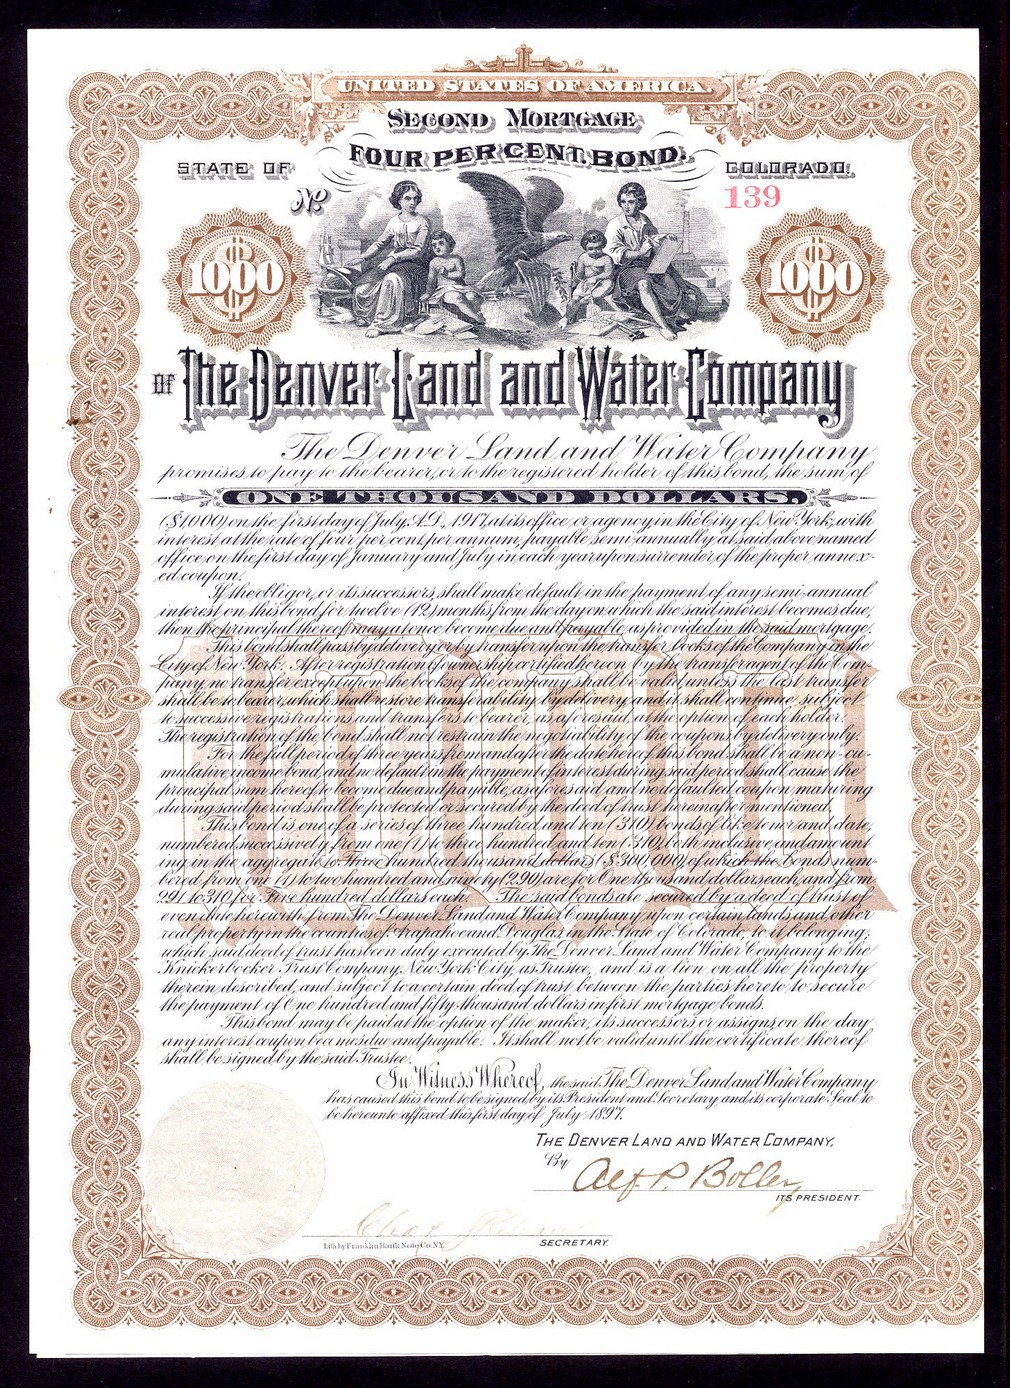 UNITED STATES OF AMERICA.
SECOND MORTGAGE
FOUR PER CENT. BOND.
STATE OF COLORADO.
No 139
1000 1000
OF The Denver Land and Water Company
The Denver Land and Water Company
promises to pay to the bearer, or to the registered holder of this bond, the sum of
ONE THOUSAND DOLLARS,
($1,000) on the first day of July, A.D. 1917, at its office or agency in the City of New York, with
interest at the rate of four per cent. per annum, payable semi-annually at said above named
office on the first day of January and July in each year upon surrender of the proper annex-
ed coupon.
If the obligor, or its successors, shall make default in the payment of any semi-annual
interest on this bond, for twelve (12) months from the day on which the said interest becomes due,
then the principal thereof may at once become due and payable, as provided in the said mortgage.
This bond shall pass by delivery or by transfer upon the transfer books of the Company in the
City of New York. After registration of ownership certified hereon by the transfer agent of the Com-
pany, no transfer except upon the books of the company shall be valid unless the last transfer
shall be to bearer, which shall restore transferability by delivery, and it shall continue subject
to successive registrations and transfers to bearer, as aforesaid, at the option of each holder.
The registration of the bond shall not restrain the negotiability of the coupons by delivery only.
For the full period of three years from and after the date hereof this bond shall be a non-cu-
mulative income bond, and no default in the payment of interest during said period shall cause the
principal sum hereof to become due and payable, as aforesaid, and no defaulted coupon maturing
during said period shall be protected or secured by the deed of trust hereinafter mentioned.
This bond is one of a series of three hundred and ten (310) bonds of like tenor and date,
numbered successively from one (1) to three hundred and ten (310), both inclusive, and amount-
ing in the aggregate to Three hundred thousand dollars ($300,000), of which the bonds num-
bered from one (1) to two hundred and ninety (290) are for One thousand dollars each, and from
291 to 310 for Five hundred dollars each. The said bonds are secured by a deed of trust of
even date herewith from The Denver Land and Water Company upon certain lands and other
real property in the counties of Arapahoe and Douglas, in the State of Colorado, to it belonging,
which said deed of trust has been duly executed by The Denver Land and Water Company to the
Knickerbocker Trust Company, New York City, as Trustee, and is a lien on all the property
therein described, and subject to a certain deed of trust between the parties hereto to secure
the payment of One hundred and fifty thousand dollars in first mortgage bonds.
This bond may be paid at the option of the maker, its successors or assigns, on the day
any interest coupon becomes due and payable. It shall not be valid until the certificate thereof
shall be signed by the said Trustee.
In Witness Whereof, the said The Denver Land and Water Company
has caused this bond to be signed by its President and Secretary and its corporate Seal to
be hereunto affixed this first day of July 1897.
THE DENVER LAND AND WATER COMPANY,
By Alf. P. Boller
ITS PRESIDENT.
SECRETARY.
Lith by Franklin Bank Note Co. N.Y.